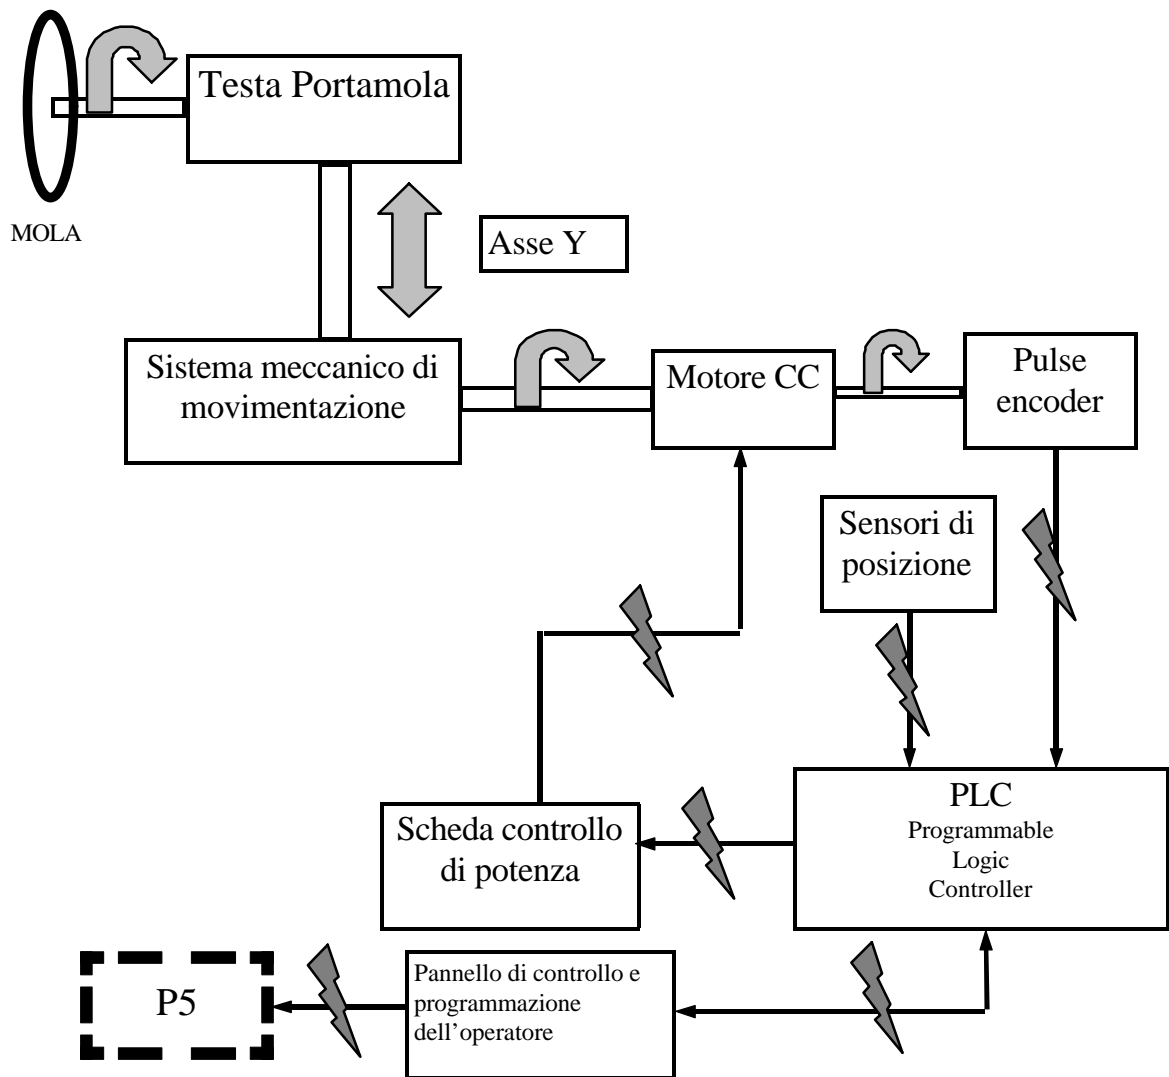 Testa Portamola
MOLA
Asse Y
Sistema meccanico di
movimentazione
Motore CC
Pulse
encoder
Sensori di
posizione
PLC
Programmable
Logic
Controller
Scheda controllo
di potenza
Pannello di controllo e
programmazione
dell'operatore
P5